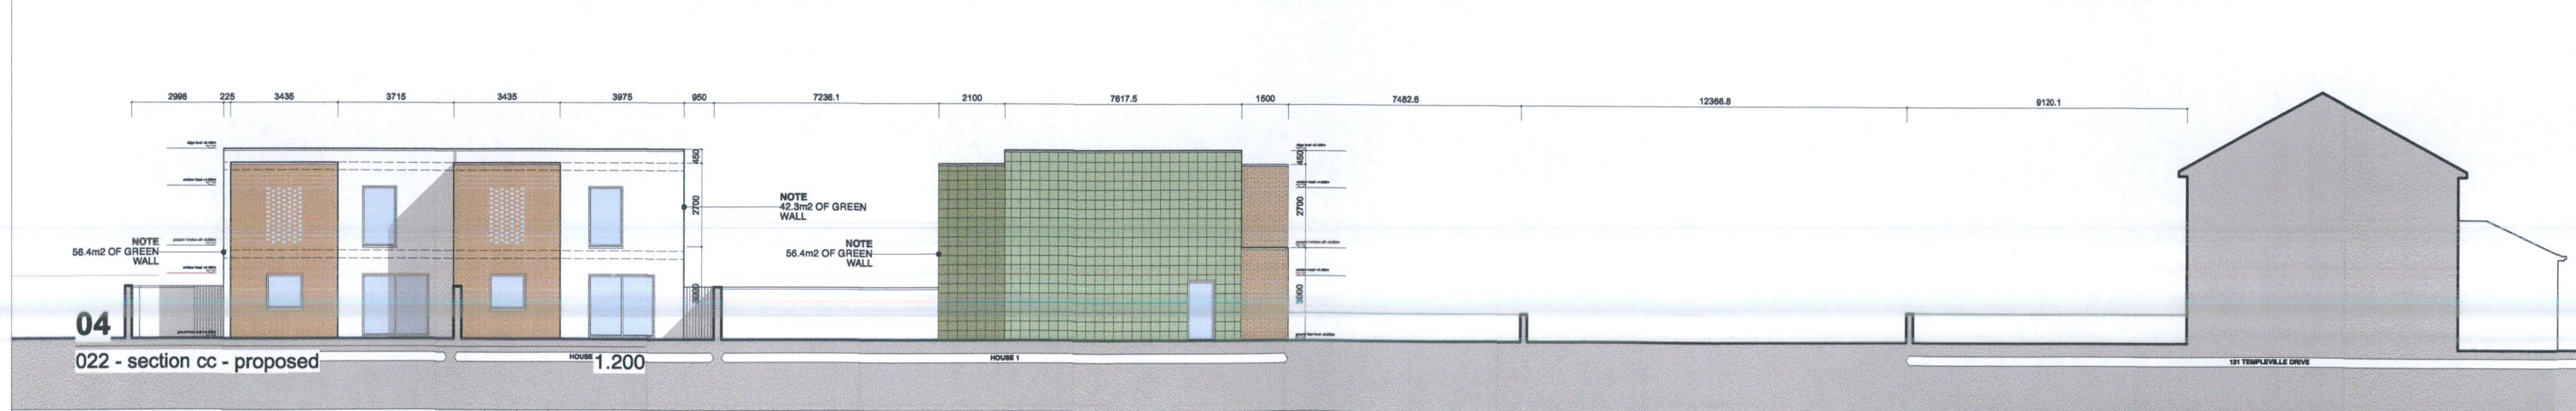 2998 225 3435 3715 3435 3975 950 7236.1 2100 7617.5 1500 7482.6 12366.8 9120.1
450
2700
3000
450
2700
3000
NOTE
42.3m2 OF GREEN
WALL
NOTE
56.4m2 OF GREEN
WALL
NOTE
56.4m2 OF GREEN
WALL
04
022 - section cc - proposed
HOUSE
1.200
HOUSE 1
131 TEMPLEVILLE DRIVE